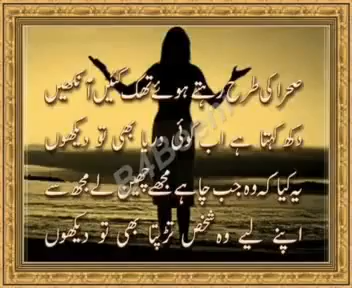 صحرا کی طرح رہتے ہوئے تھک گئیں آنکھیں
دکھ کہتا ہے اب کوئی دریا بھی تو دیکھوں
یہ کیا کہ وہ جب چاہے مجھے چھین لے مجھ سے
اپنے لیے وہ شخص تڑپتا بھی تو دیکھوں